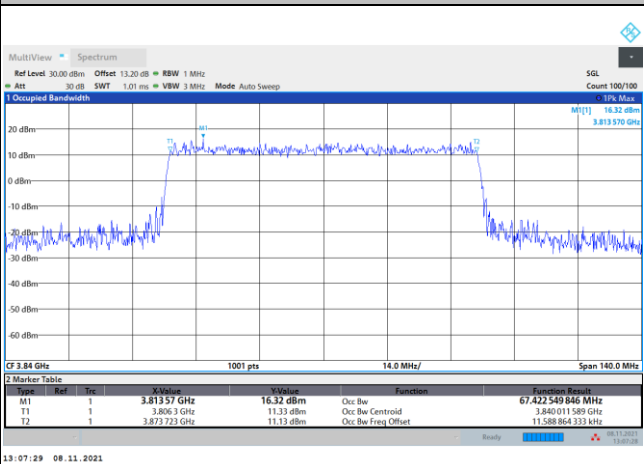 MultiView Spectrum
Ref Level 30.00 dBm Offset 13.20 dB RBW 1 MHz SGL
Att 30 dB SWT 1.01 ms VBW 3 MHz Mode Auto Sweep Count 100/100
1 Occupied Bandwidth 1Pk Max
M1[1] 16.32 dBm
3.813 570 GHz
20 dBm
T1 M1 T2
10 dBm
0 dBm
-10 dBm
-20 dBm
-30 dBm
-40 dBm
-50 dBm
-60 dBm
CF 3.84 GHz 1001 pts 14.0 MHz/ Span 140.0 MHz
2 Marker Table
Type Ref Trc X-Value Y-Value Function Function Result
M1 1 3.813 57 GHz 16.32 dBm Occ Bw 67.422 549 846 MHz
T1 1 3.806 3 GHz 11.33 dBm Occ Bw Centroid 3.840 011 589 GHz
T2 1 3.873 723 GHz 11.13 dBm Occ Bw Freq Offset 11.588 864 333 kHz
Ready 08.11.2021
13:07:28
13:07:29 08.11.2021